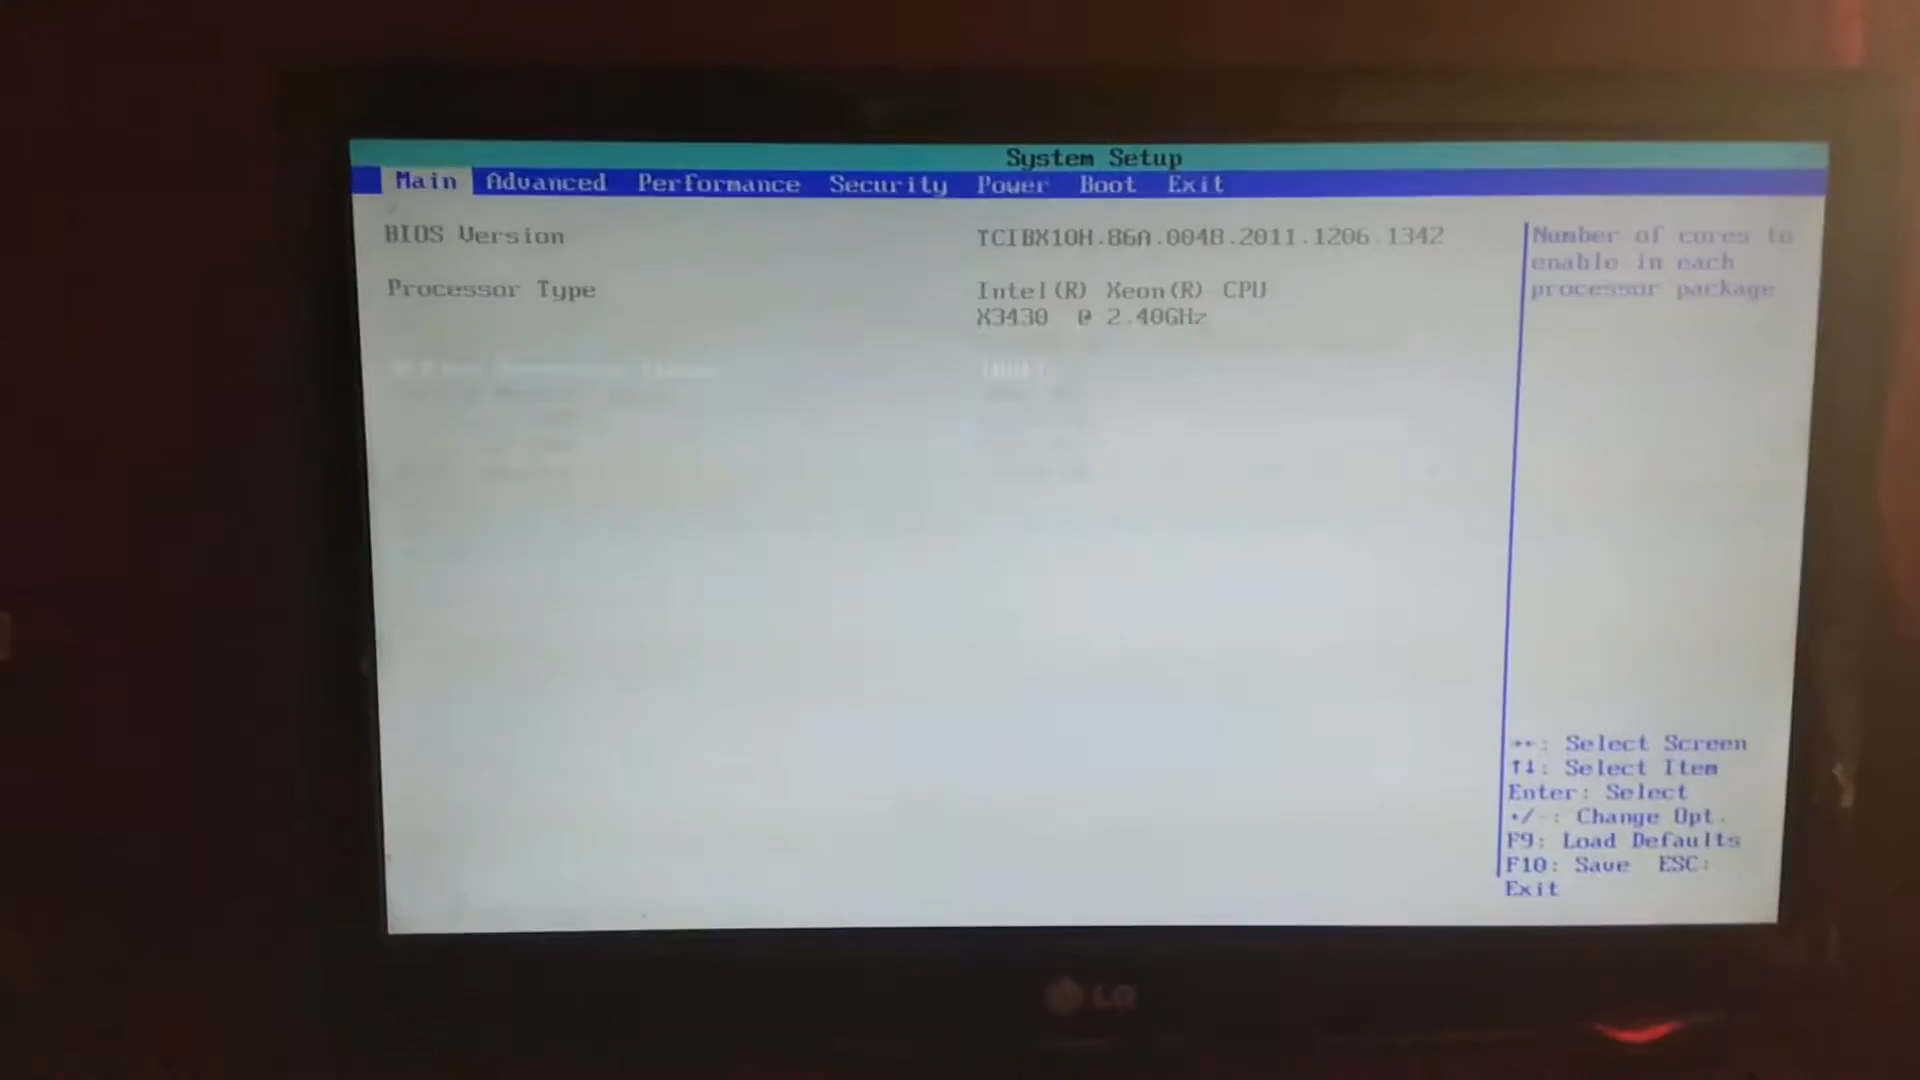 System Setup
Main Advanced Performance Security Power Boot Exit
BIOS Version TCIBX10H.86A.0048.2011.1206.1342
Processor Type Intel(R) Xeon(R) CPU
X3430 @ 2.40GHz
Number of cores to
enable in each
processor package
→←: Select Screen
↑↓: Select Item
Enter: Select
+/-: Change Opt.
F9: Load Defaults
F10: Save ESC:
Exit
LG